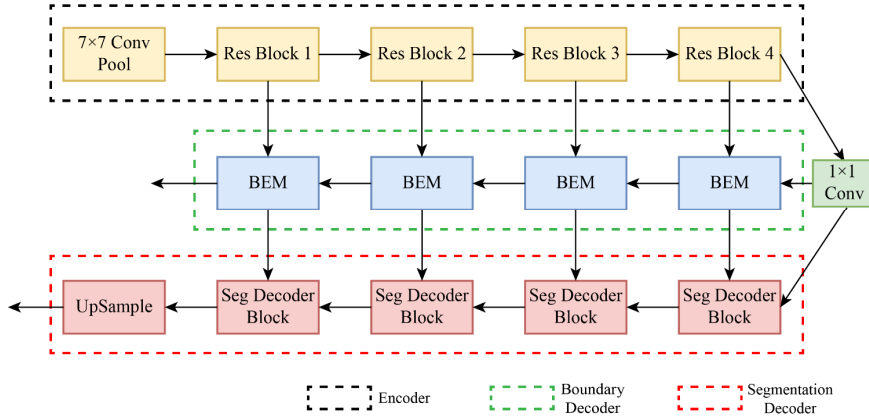 7×7 Conv
Pool
Res Block 1
Res Block 2
Res Block 3
Res Block 4
BEM
BEM
BEM
BEM
1×1
Conv
UpSample
Seg Decoder
Block
Seg Decoder
Block
Seg Decoder
Block
Seg Decoder
Block
Encoder
Boundary
Decoder
Segmentation
Decoder